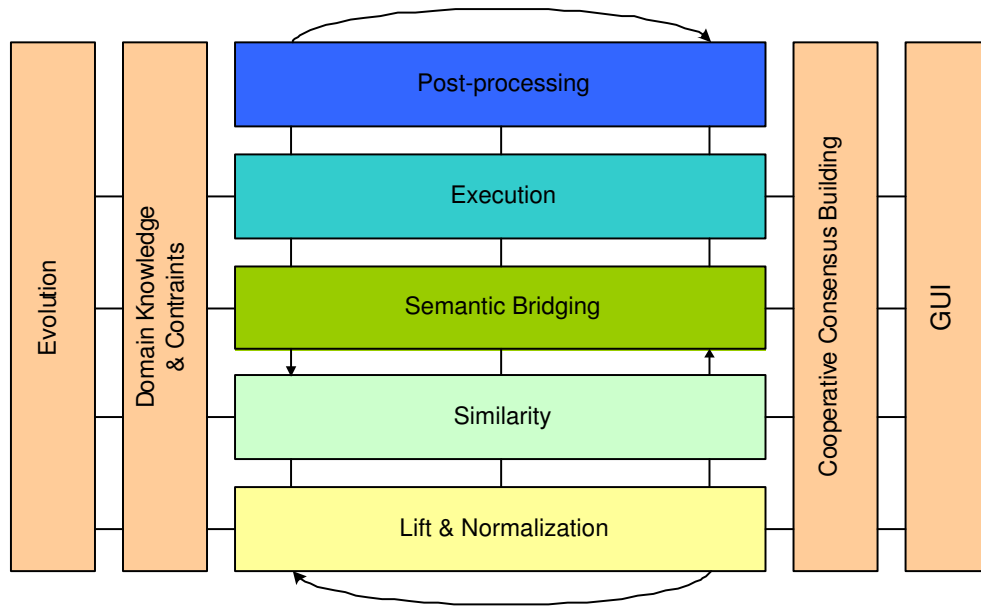 Evolution
Domain Knowledge
& Contraints
Post-processing
Execution
Semantic Bridging
Similarity
Lift & Normalization
Cooperative Consensus Building
GUI